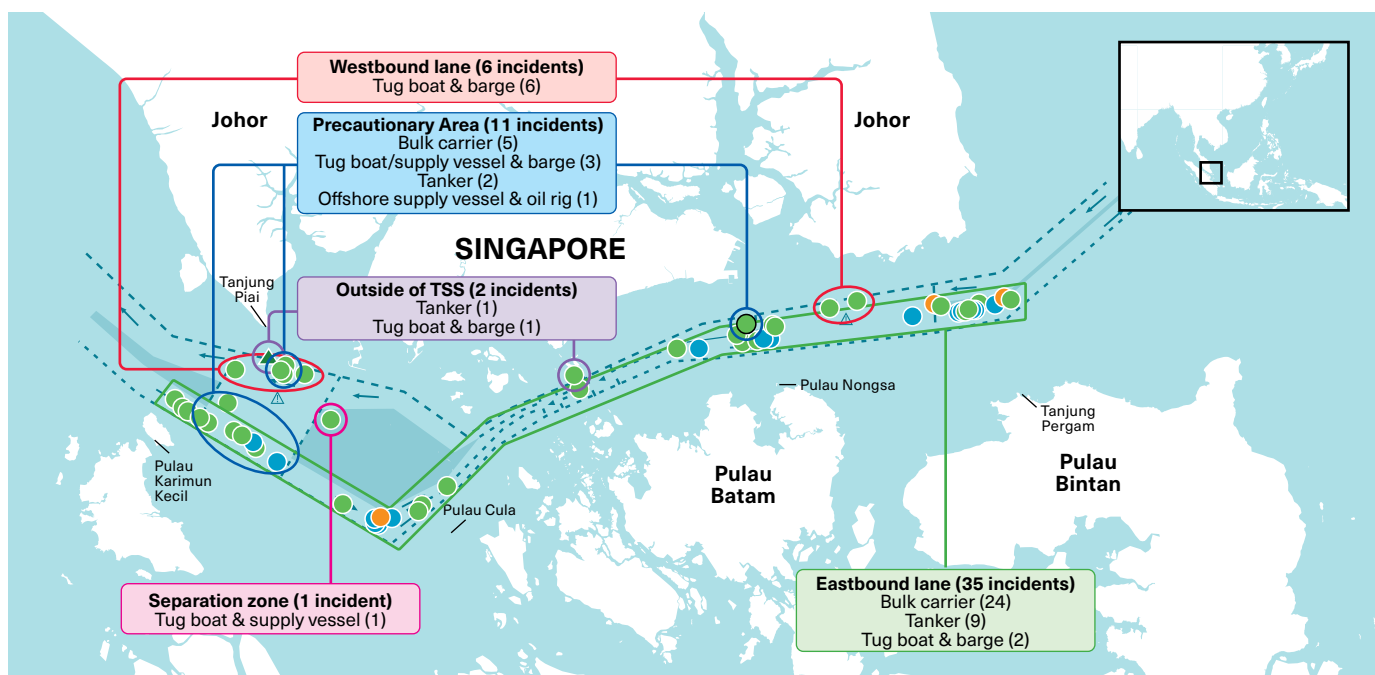 Westbound lane (6 incidents)
Tug boat & barge (6)
Johor
Precautionary Area (11 incidents)
Bulk carrier (5)
Tug boat/supply vessel & barge (3)
Tanker (2)
Offshore supply vessel & oil rig (1)
Johor
SINGAPORE
Tanjung
Piai
Outside of TSS (2 incidents)
Tanker (1)
Tug boat & barge (1)
Pulau Nongsa
Tanjung
Pergam
Pulau
Karimun
Kecil
Pulau
Batam
Pulau
Bintan
Pulau Cula
Separation zone (1 incident)
Tug boat & supply vessel (1)
Eastbound lane (35 incidents)
Bulk carrier (24)
Tanker (9)
Tug boat & barge (2)